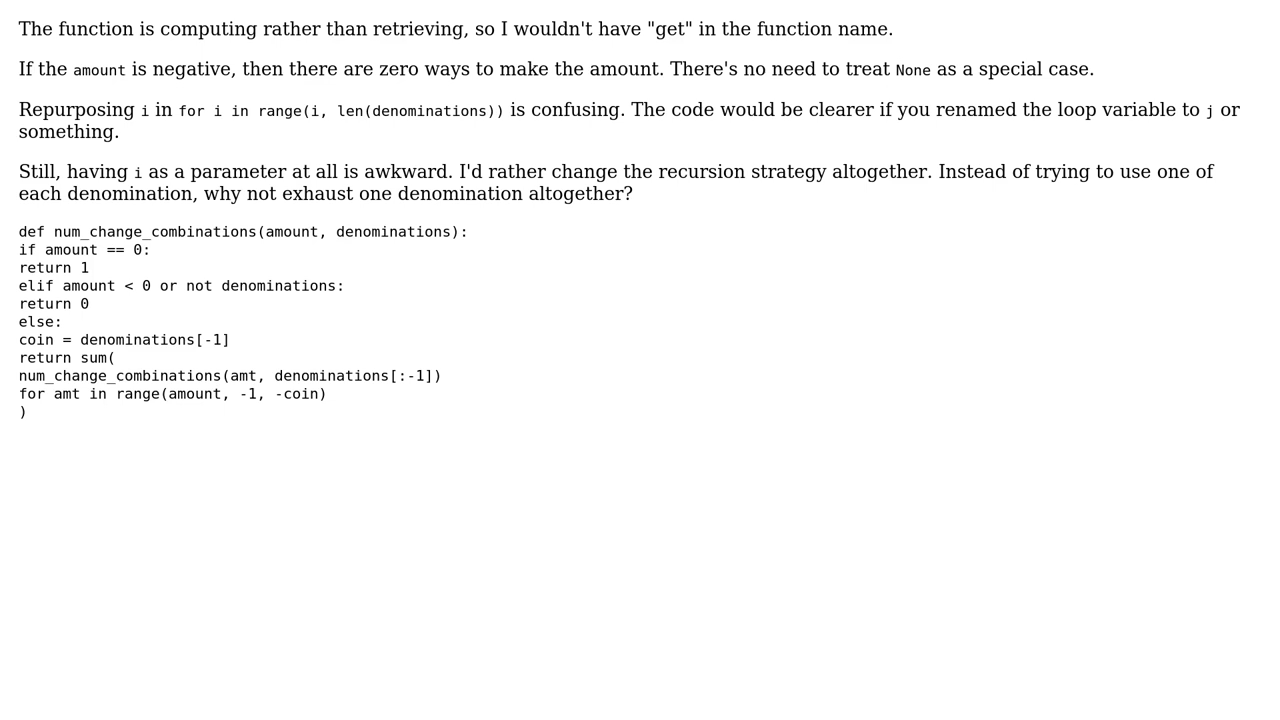 The function is computing rather than retrieving, so I wouldn't have "get" in the function name.
If the amount is negative, then there are zero ways to make the amount. There's no need to treat None as a special case.
Repurposing i in for i in range(i, len(denominations)) is confusing. The code would be clearer if you renamed the loop variable to j or
something.
Still, having i as a parameter at all is awkward. I'd rather change the recursion strategy altogether. Instead of trying to use one of
each denomination, why not exhaust one denomination altogether?
def num_change_combinations(amount, denominations):
if amount == 0:
return 1
elif amount < 0 or not denominations:
return 0
else:
coin = denominations[-1]
return sum(
num_change_combinations(amt, denominations[:-1])
for amt in range(amount, -1, -coin)
)